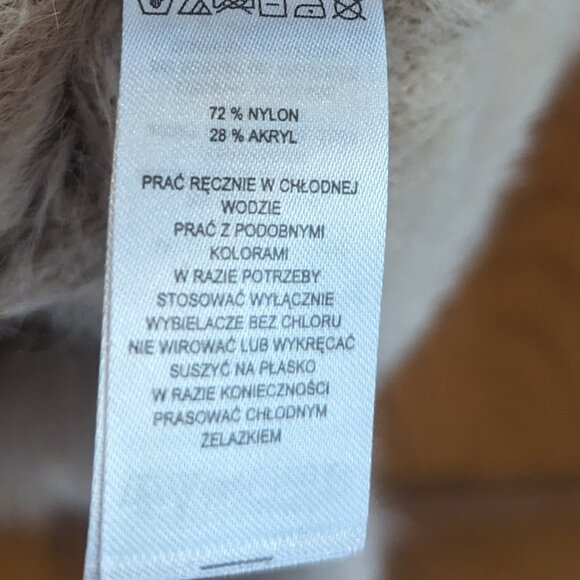 72 % NYLON
28 % AKRYL
PRAĆ RĘCZNIE W CHŁODNEJ
WODZIE
PRAĆ Z PODOBNYMI
KOLORAMI
W RAZIE POTRZEBY
STOSOWAĆ WYŁĄCZNIE
WYBIELACZE BEZ CHLORU
NIE WIROWAĆ LUB WYKRĘCAĆ
SUSZYĆ NA PŁASKO
W RAZIE KONIECZNOŚCI
PRASOWAĆ CHŁODNYM
ŻELAZKIEM